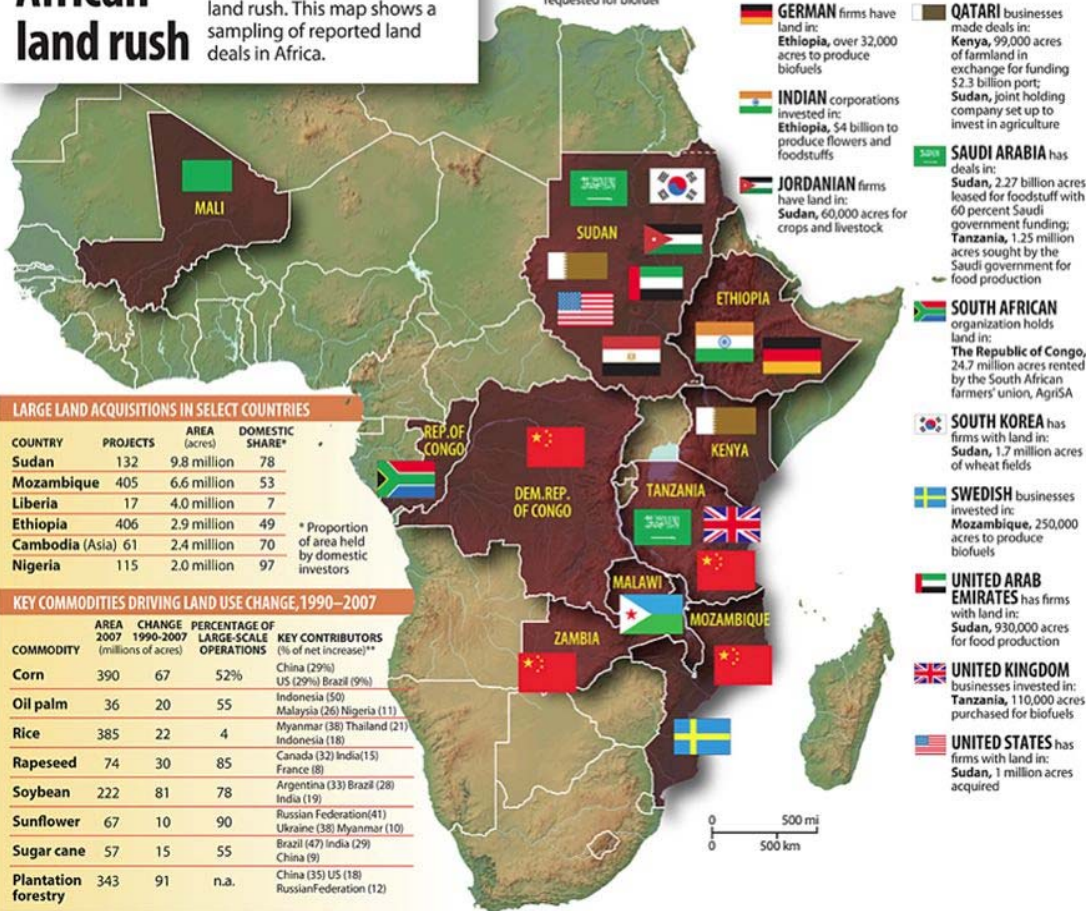 African
land rush
land rush. This map shows a
sampling of reported land
deals in Africa.
requested for biofuel
GERMAN firms have
land in:
Ethiopia, over 32,000
acres to produce
biofuels
INDIAN corporations
invested in:
Ethiopia, $4 billion to
produce flowers and
foodstuffs
JORDANIAN firms
have land in:
Sudan, 60,000 acres for
crops and livestock
QATARI businesses
made deals in:
Kenya, 99,000 acres
of farmland in
exchange for funding
$2.3 billion port;
Sudan, joint holding
company set up to
invest in agriculture
SAUDI ARABIA has
deals in:
Sudan, 2.27 billion acres
leased for foodstuff with
60 percent Saudi
government funding;
Tanzania, 1.25 million
acres sought by the
Saudi government for
food production
SOUTH AFRICAN
organization holds
land in:
The Republic of Congo,
24.7 million acres rented
by the South African
farmers' union, AgriSA
SOUTH KOREA has
firms with land in:
Sudan, 1.7 million acres
of wheat fields
SWEDISH businesses
invested in:
Mozambique, 250,000
acres to produce
biofuels
UNITED ARAB
EMIRATES has firms
with land in:
Sudan, 930,000 acres
for food production
UNITED KINGDOM
businesses invested in:
Tanzania, 110,000 acres
purchased for biofuels
UNITED STATES has
firms with land in:
Sudan, 1 million acres
acquired
MALI
SUDAN
ETHIOPIA
REP. OF
CONGO
KENYA
DEM. REP.
OF CONGO
TANZANIA
MALAWI
MOZAMBIQUE
ZAMBIA
0 500 mi
0 500 km
LARGE LAND ACQUISITIONS IN SELECT COUNTRIES
COUNTRY PROJECTS AREA (acres) DOMESTIC SHARE*
Sudan 132 9.8 million 78
Mozambique 405 6.6 million 53
Liberia 17 4.0 million 7
Ethiopia 406 2.9 million 49
Cambodia (Asia) 61 2.4 million 70
Nigeria 115 2.0 million 97
* Proportion
of area held
by domestic
investors
KEY COMMODITIES DRIVING LAND USE CHANGE, 1990–2007
COMMODITY AREA 2007 CHANGE 1990-2007 (millions of acres) PERCENTAGE OF LARGE-SCALE OPERATIONS KEY CONTRIBUTORS (% of net increase)**
Corn 390 67 52% China (29%)
US (29%) Brazil (9%)
Oil palm 36 20 55 Indonesia (50)
Malaysia (26) Nigeria (11)
Rice 385 22 4 Myanmar (38) Thailand (21)
Indonesia (18)
Rapeseed 74 30 85 Canada (32) India(15)
France (8)
Soybean 222 81 78 Argentina (33) Brazil (28)
India (19)
Sunflower 67 10 90 Russian Federation(41)
Ukraine (38) Myanmar (10)
Sugar cane 57 15 55 Brazil (47) India (29)
China (9)
Plantation
forestry 343 91 n.a. China (35) US (18)
RussianFederation (12)